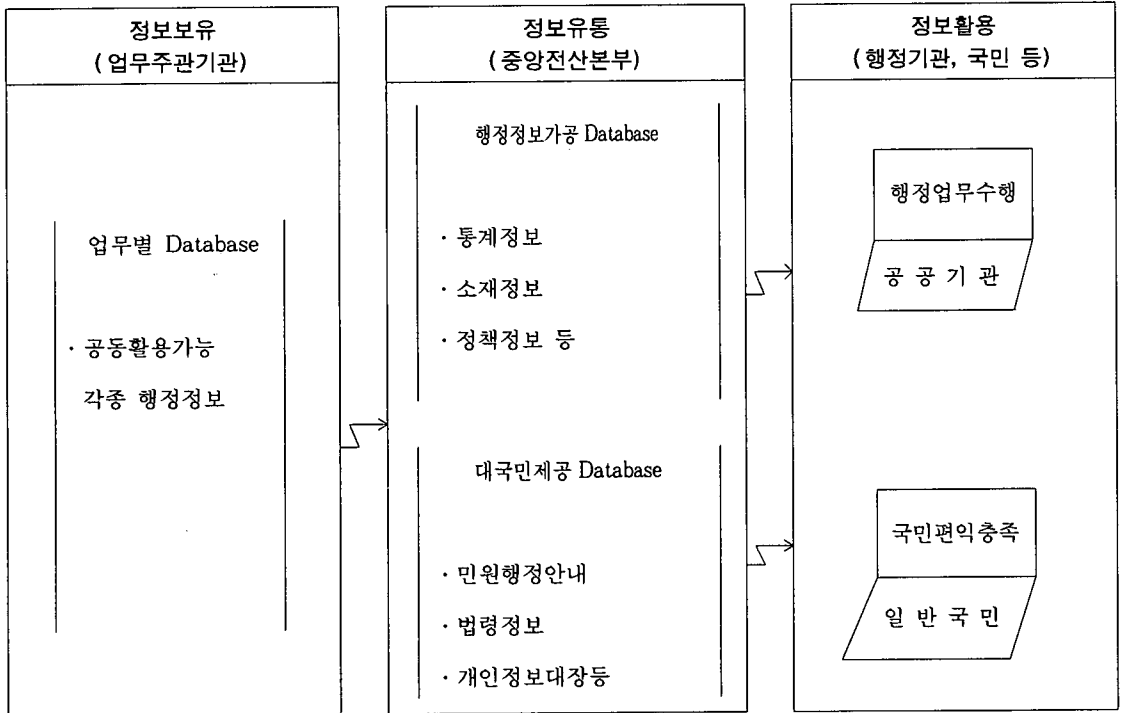 정보보유
(업무주관기관)
업무별 Database
· 공동활용가능
각종 행정정보
정보유통
(중앙전산본부)
행정정보가공 Database
· 통계정보
· 소재정보
· 정책정보 등
대국민제공 Database
· 민원행정안내
· 법령정보
· 개인정보대장등
정보활용
(행정기관, 국민 등)
행정업무수행
공 공 기 관
국민편익충족
일 반 국 민